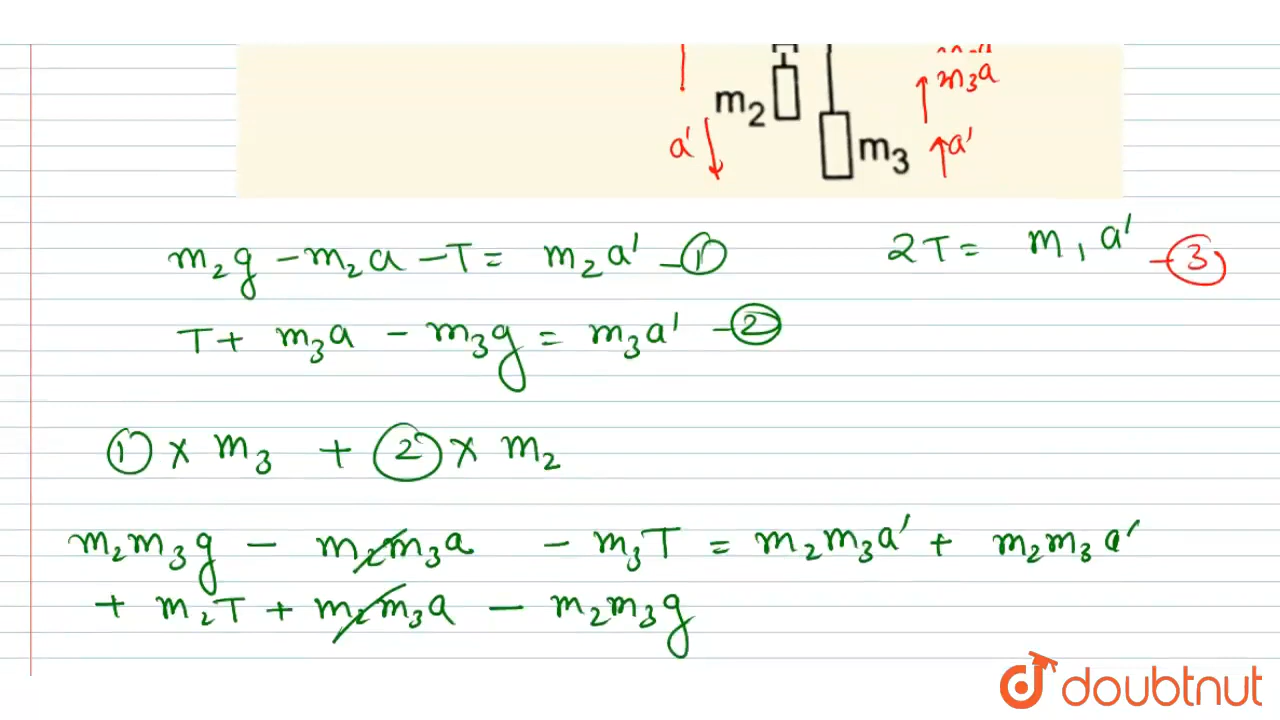 m₃a
m₂
a'
m₃
a'
m₂g - m₂a - T = m₂a' - ①
2T = m₁a' - ③
T + m₃a - m₃g = m₃a' - ②
① × m₃ + ② × m₂
m₂m₃g - m₂m₃a - m₃T = m₂m₃a' + m₂m₃a'
+ m₂T + m₂m₃a - m₂m₃g
doubtnut